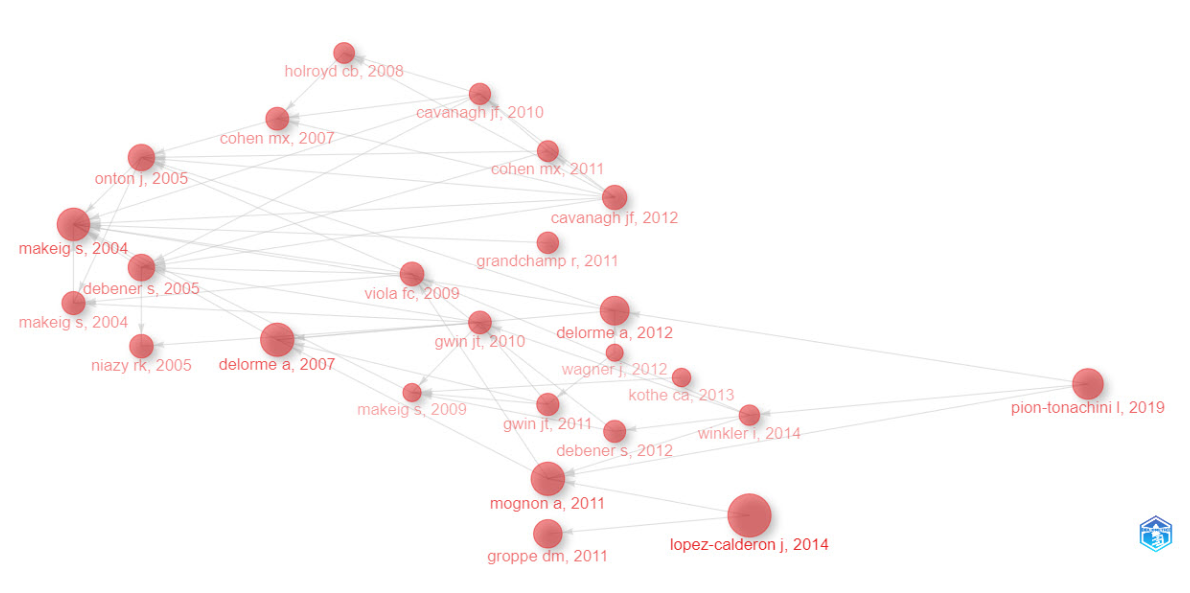 holroyd cb, 2008
cavanagh jf, 2010
cohen mx, 2007
cohen mx, 2011
onton j, 2005
cavanagh jf, 2012
makeig s, 2004
grandchamp r, 2011
debener s, 2005
viola fc, 2009
makeig s, 2004
delorme a, 2012
gwin jt, 2010
niazy rk, 2005
delorme a, 2007
wagner j, 2012
kothe ca, 2013
makeig s, 2009
pion-tonachini l, 2019
gwin jt, 2011
winkler i, 2014
debener s, 2012
mognon a, 2011
lopez-calderon j, 2014
groppe dm, 2011